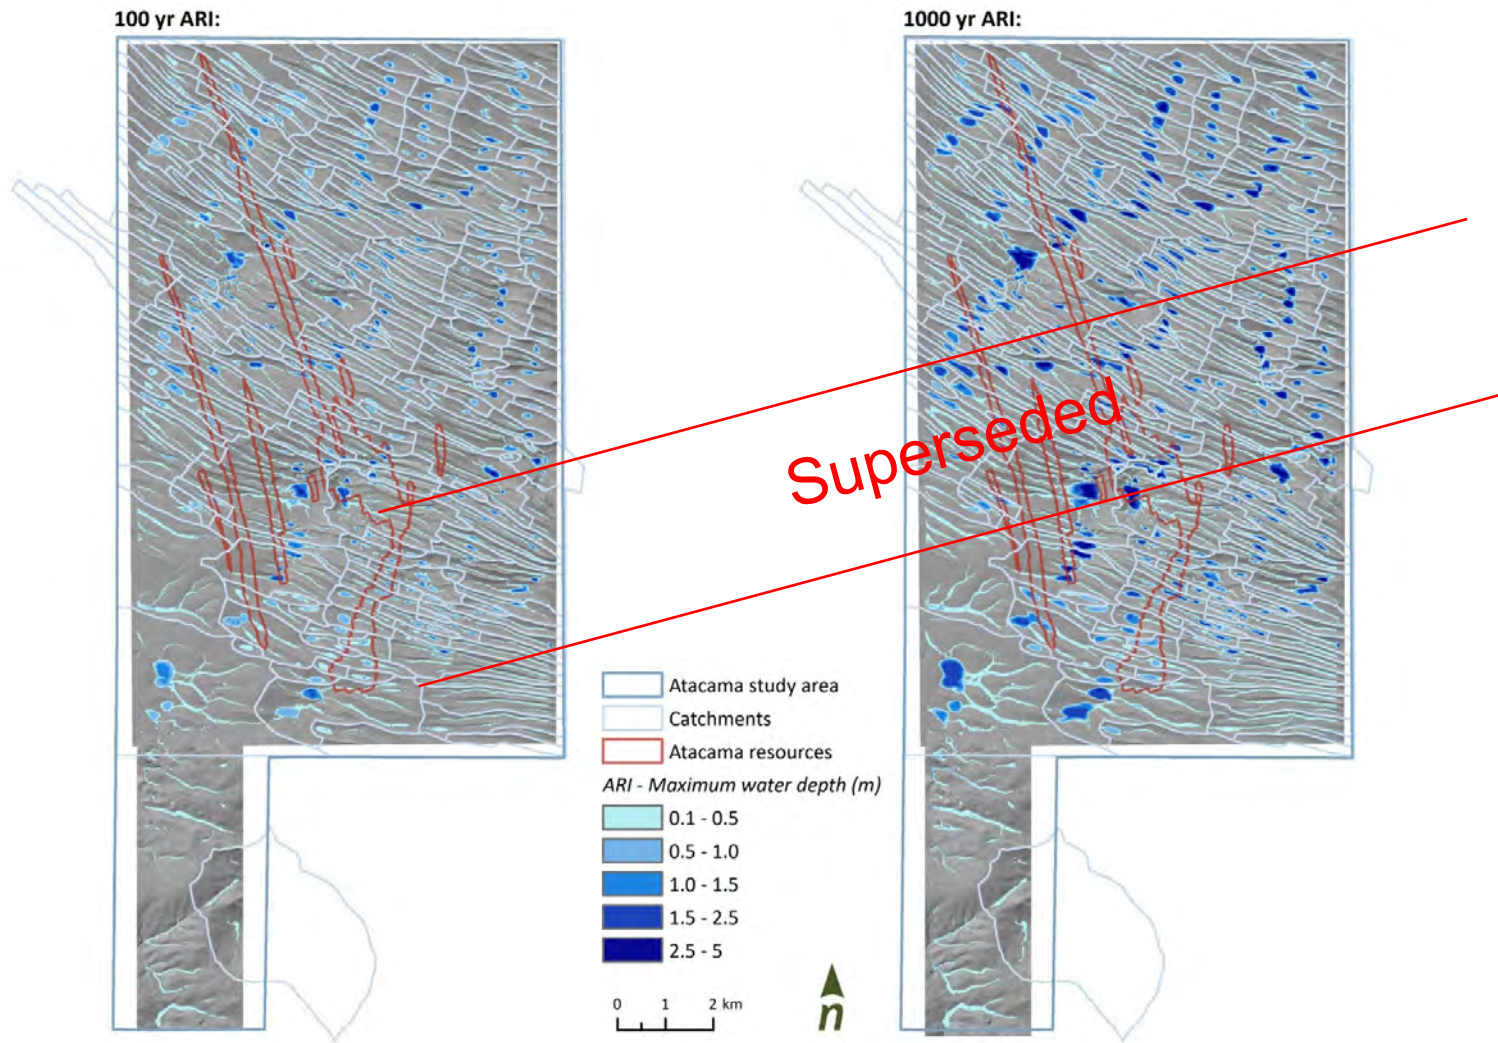 100 yr ARI:
1000 yr ARI:
Superseded
Atacama study area
Catchments
Atacama resources
ARI - Maximum water depth (m)
0.1 - 0.5
0.5 - 1.0
1.0 - 1.5
1.5 - 2.5
2.5 - 5
0 1 2 km
n